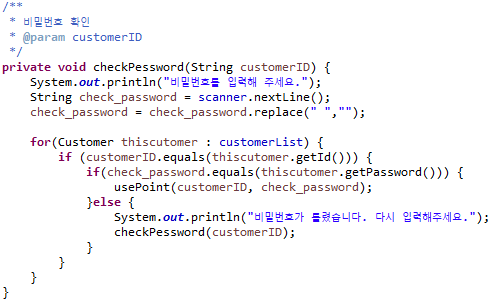 /**
 * 비밀번호 확인
 * @param customerID
 */
private void checkPessword(String customerID) {
    System.out.println("비밀번호를 입력해 주세요.");
    String check_password = scanner.nextLine();
    check_password = check_password.replace(" ","");

    for(Customer thiscutomer : customerList) {
        if (customerID.equals(thiscutomer.getId())) {
            if(check_password.equals(thiscutomer.getPassword())) {
                usePoint(customerID, check_password);
            }else {
                System.out.println("비밀번호가 틀렸습니다. 다시 입력해주세요.");
                checkPessword(customerID);
            }
        }
    }
}